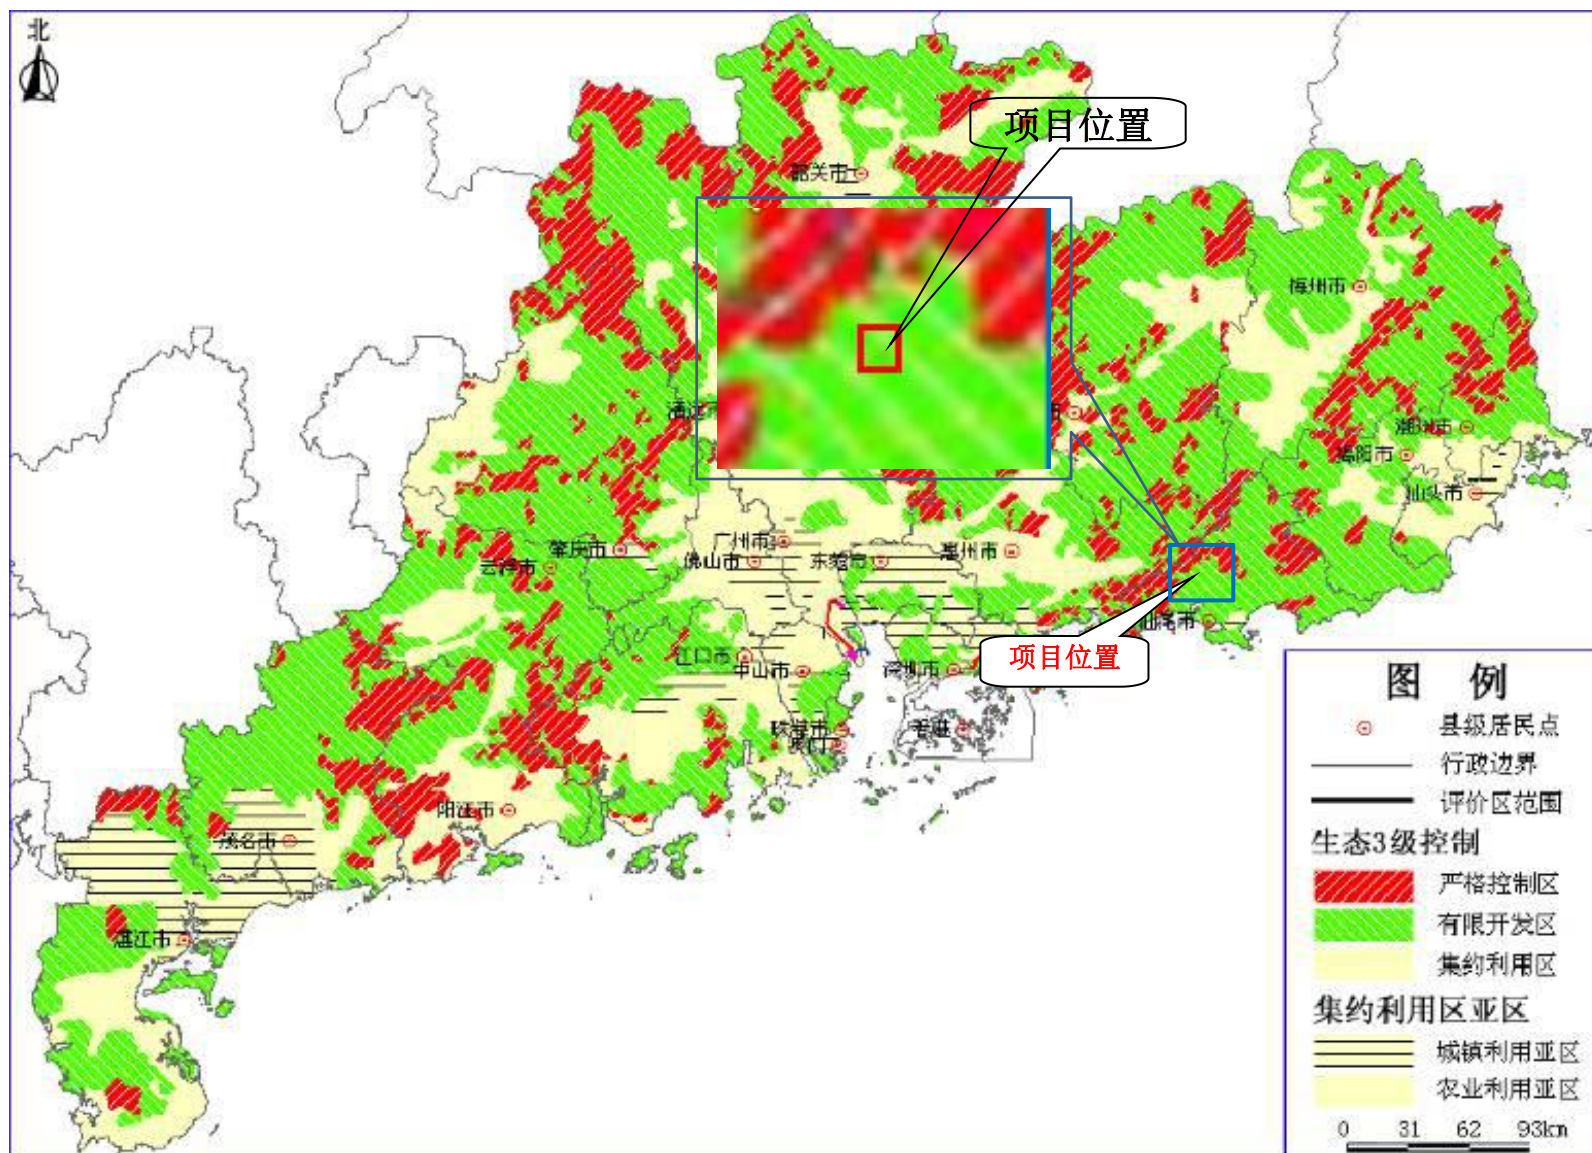 北
项目位置
韶关市
梅州市
清远市
市
潮州市
揭阳市
汕头市
广州市
肇庆市
佛山市
东莞市
惠州市
云浮市
汕尾市
项目位置
江口市
中山市
深圳市
珠海市
澳门
香港
阳江市
茂名市
湛江市
图 例
县级居民点
行政边界
评价区范围
生态3级控制
严格控制区
有限开发区
集约利用区
集约利用区亚区
城镇利用亚区
农业利用亚区
0 31 62 93km